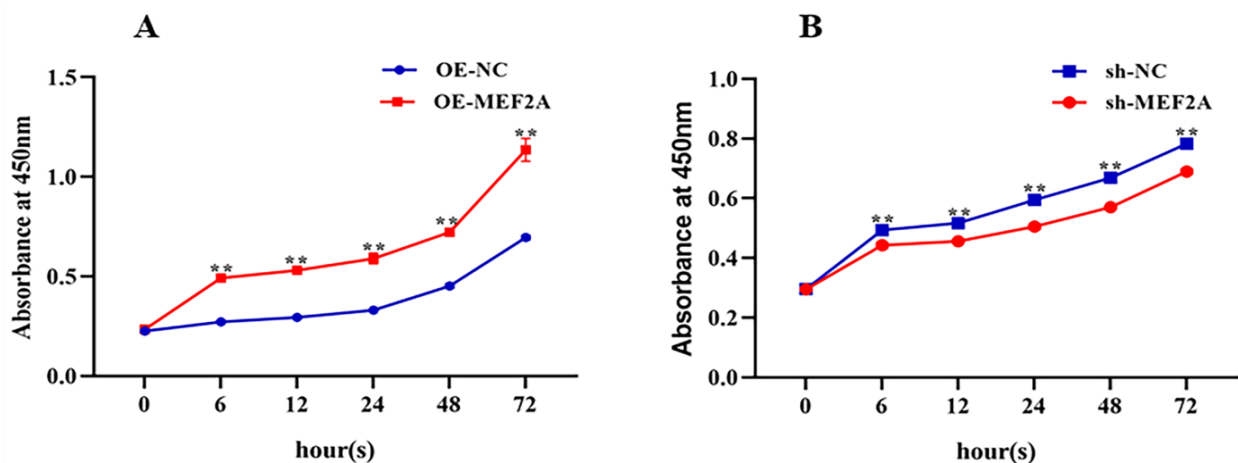 A
OE-NC
OE-MEF2A
Absorbance at 450nm
1.5
1.0
0.5
0.0
**
**
**
**
**
0 6 12 24 48 72
hour(s)
B
sh-NC
sh-MEF2A
Absorbance at 450nm
1.0
0.8
0.6
0.4
0.2
0.0
**
**
**
**
**
0 6 12 24 48 72
hour(s)